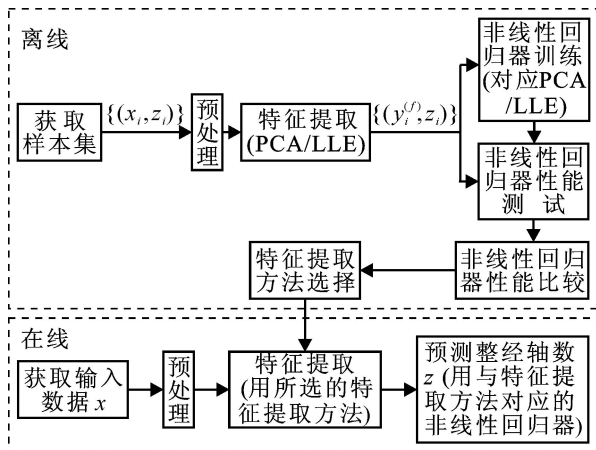 离线
获取
样本集
{(x_i,z_i)}
预
处
理
特征提取
(PCA/LLE)
{(y_i^{(f)},z_i)}
非线性回
归器训练
(对应PCA
/LLE)
非线性回
归器性能
测 试
非线性回归
器性能比较
特征提取
方法选择
在线
获取输入
数据 x
预
处
理
特征提取
(用所选的特
征提取方法)
预测整经轴数
z (用与特征提
取方法对应的
非线性回归器)